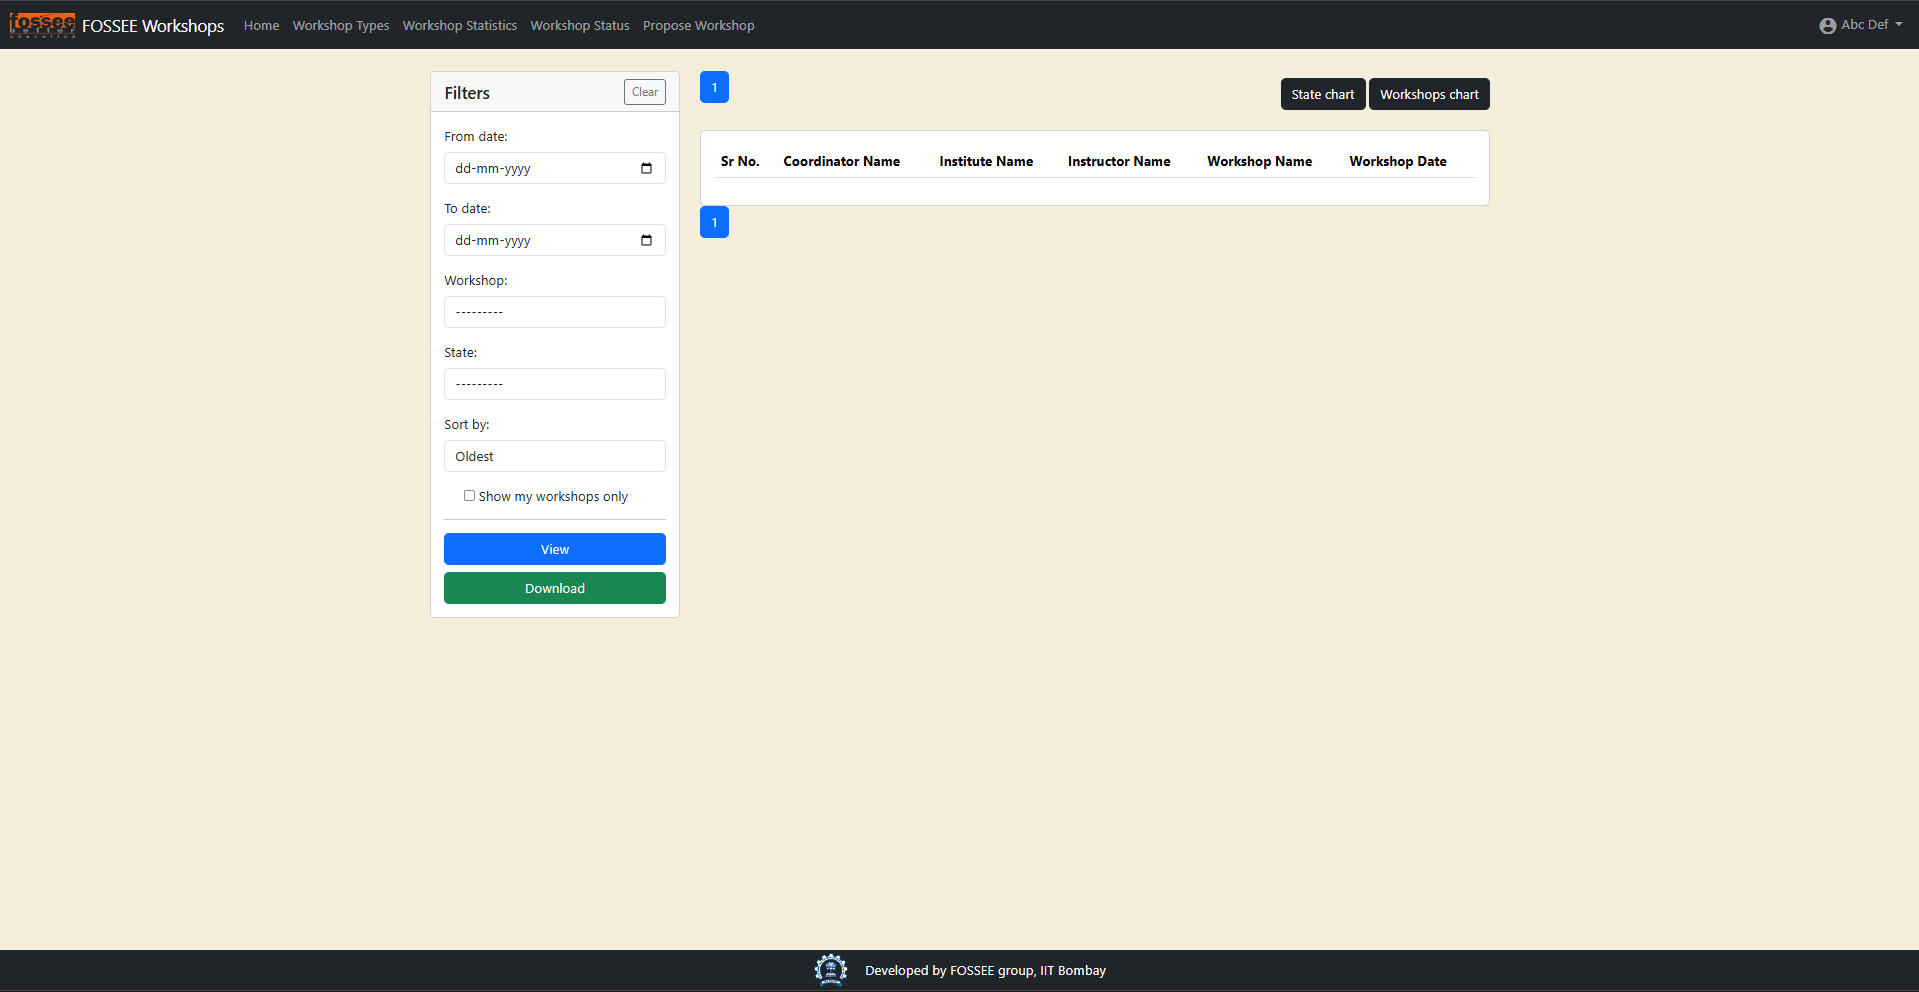 fossee FOSSEE Workshops Home Workshop Types Workshop Statistics Workshop Status Propose Workshop Abc Def
Filters Clear
From date:
dd-mm-yyyy
To date:
dd-mm-yyyy
Workshop:
---------
State:
---------
Sort by:
Oldest
Show my workshops only
View
Download
1 State chart Workshops chart
Sr No. Coordinator Name Institute Name Instructor Name Workshop Name Workshop Date
1
Developed by FOSSEE group, IIT Bombay